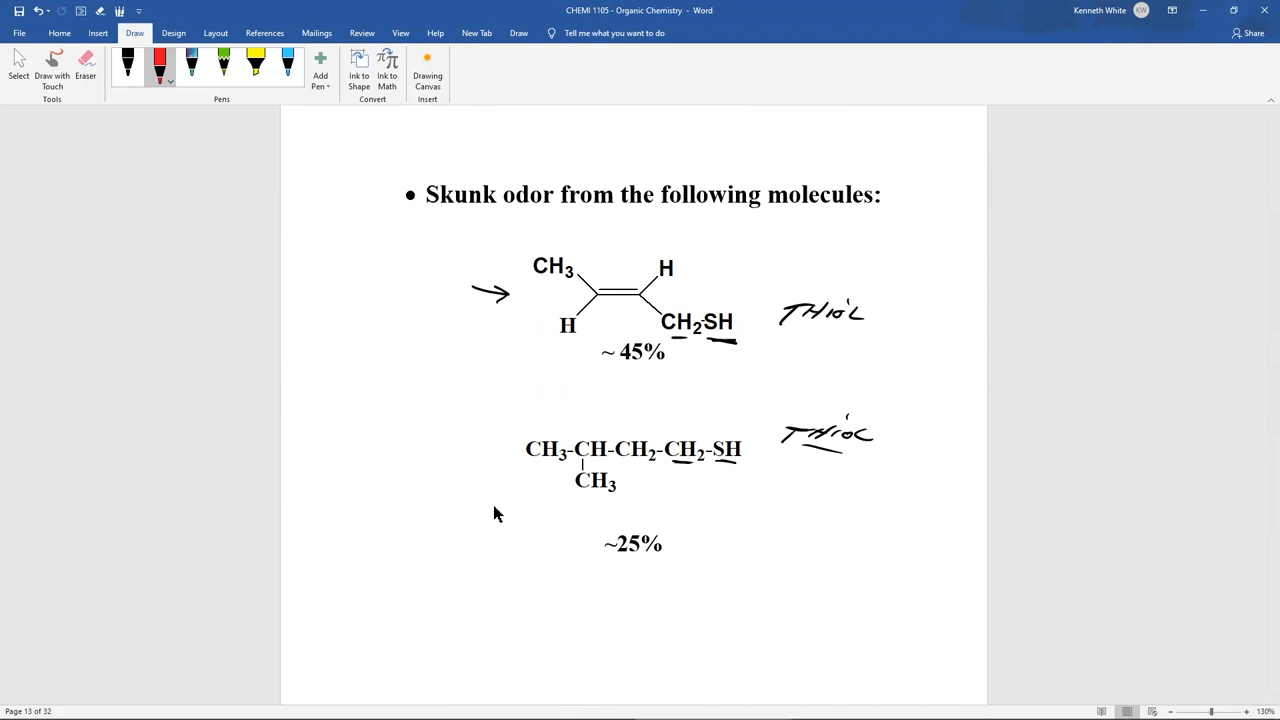 CHEMI 1105 - Organic Chemistry - Word
Kenneth White KW
File Home Insert Draw Design Layout References Mailings Review View Help New Tab Draw Tell me what you want to do Share
Select Draw with Touch Eraser Add Pen Ink to Shape Ink to Math Drawing Canvas
Tools Pens Convert Insert
• Skunk odor from the following molecules:
CH₃ H
H CH₂-SH THIOL
~ 45%
THIOL
CH₃-CH-CH₂-CH₂-SH
CH₃
~25%
Page 13 of 32 130%